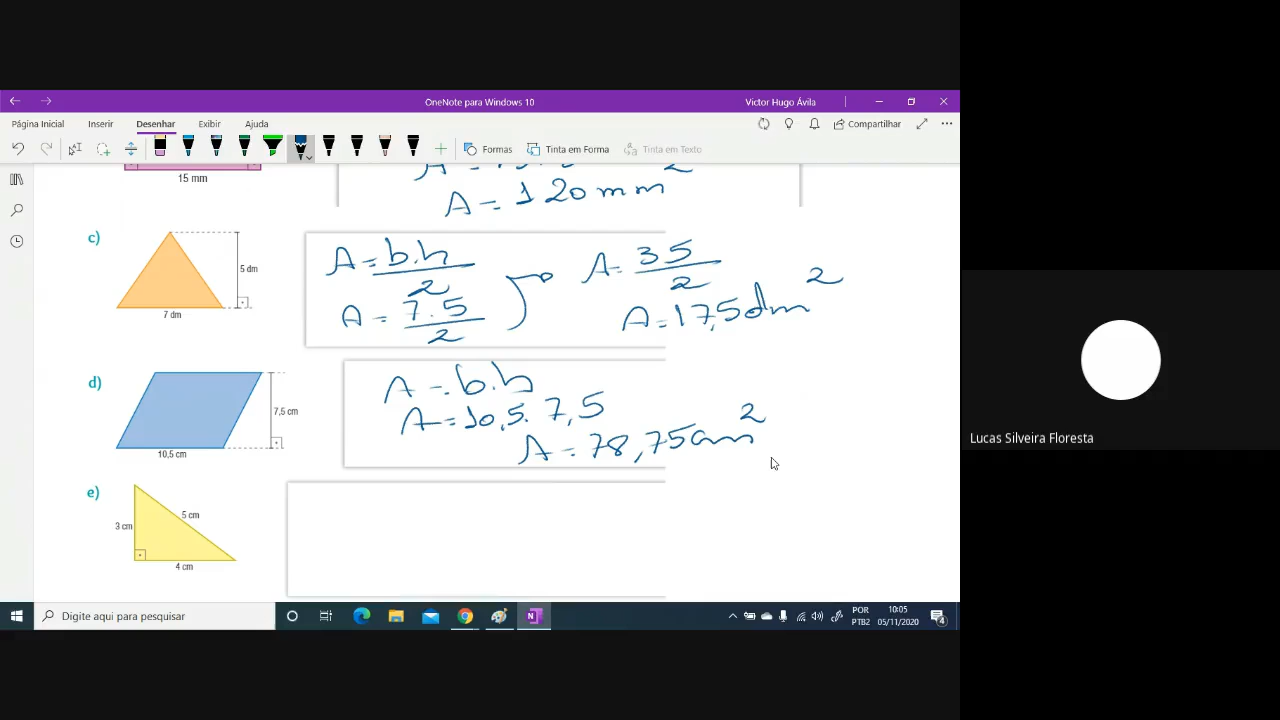 OneNote para Windows 10
Victor Hugo Ávila
Página Inicial Inserir Desenhar Exibir Ajuda
Compartilhar
Formas Tinta em Forma Tinta em Texto
15 mm
A = 120 mm
c)
5 dm
7 dm
A = b.h
2
A = 7.5
2
A = 35
2
A = 17,5 dm²
d)
7,5 cm
10,5 cm
A = b.h
A = 10,5. 7,5
A = 78,75 cm²
e)
3 cm
5 cm
4 cm
Lucas Silveira Floresta
Digite aqui para pesquisar
POR
PTB2
10:05
05/11/2020
4